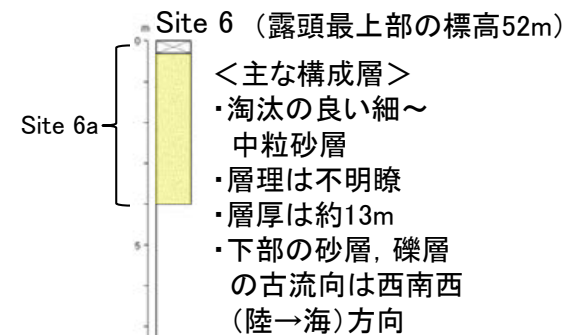 Site 6 （露頭最上部の標高52m）
m
0
＜主な構成層＞
・淘汰の良い細～
中粒砂層
Site 6a
・層理は不明瞭
・層厚は約13m
5
・下部の砂層，礫層
の古流向は西南西
（陸→海）方向